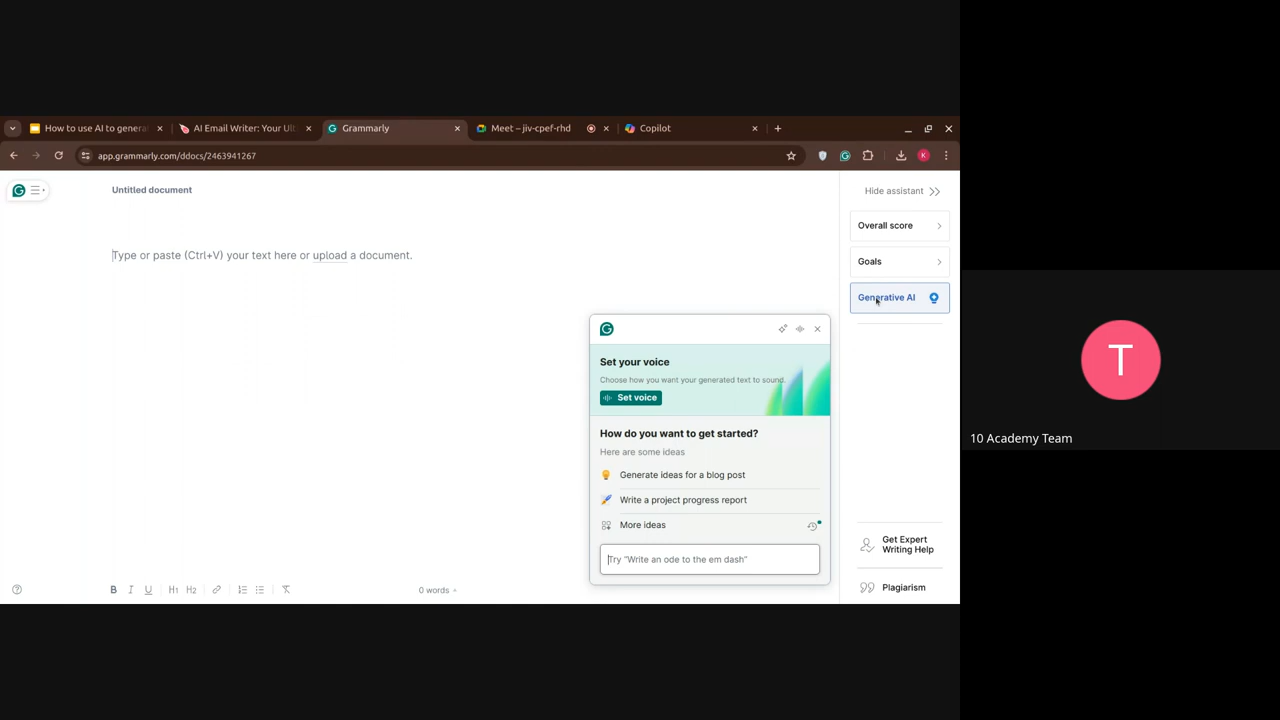 How to use AI to genera
AI Email Writer: Your Ult
Grammarly
Meet – jiv-cpef-rhd
Copilot
app.grammarly.com/ddocs/2463941267
K
Untitled document
Hide assistant
Overall score
Type or paste (Ctrl+V) your text here or upload a document.
Goals
Generative AI
Set your voice
Choose how you want your generated text to sound.
Set voice
How do you want to get started?
Here are some ideas
Generate ideas for a blog post
Write a project progress report
More ideas
Try "Write an ode to the em dash"
Get Expert
Writing Help
Plagiarism
B I U H1 H2
0 words
T
10 Academy Team